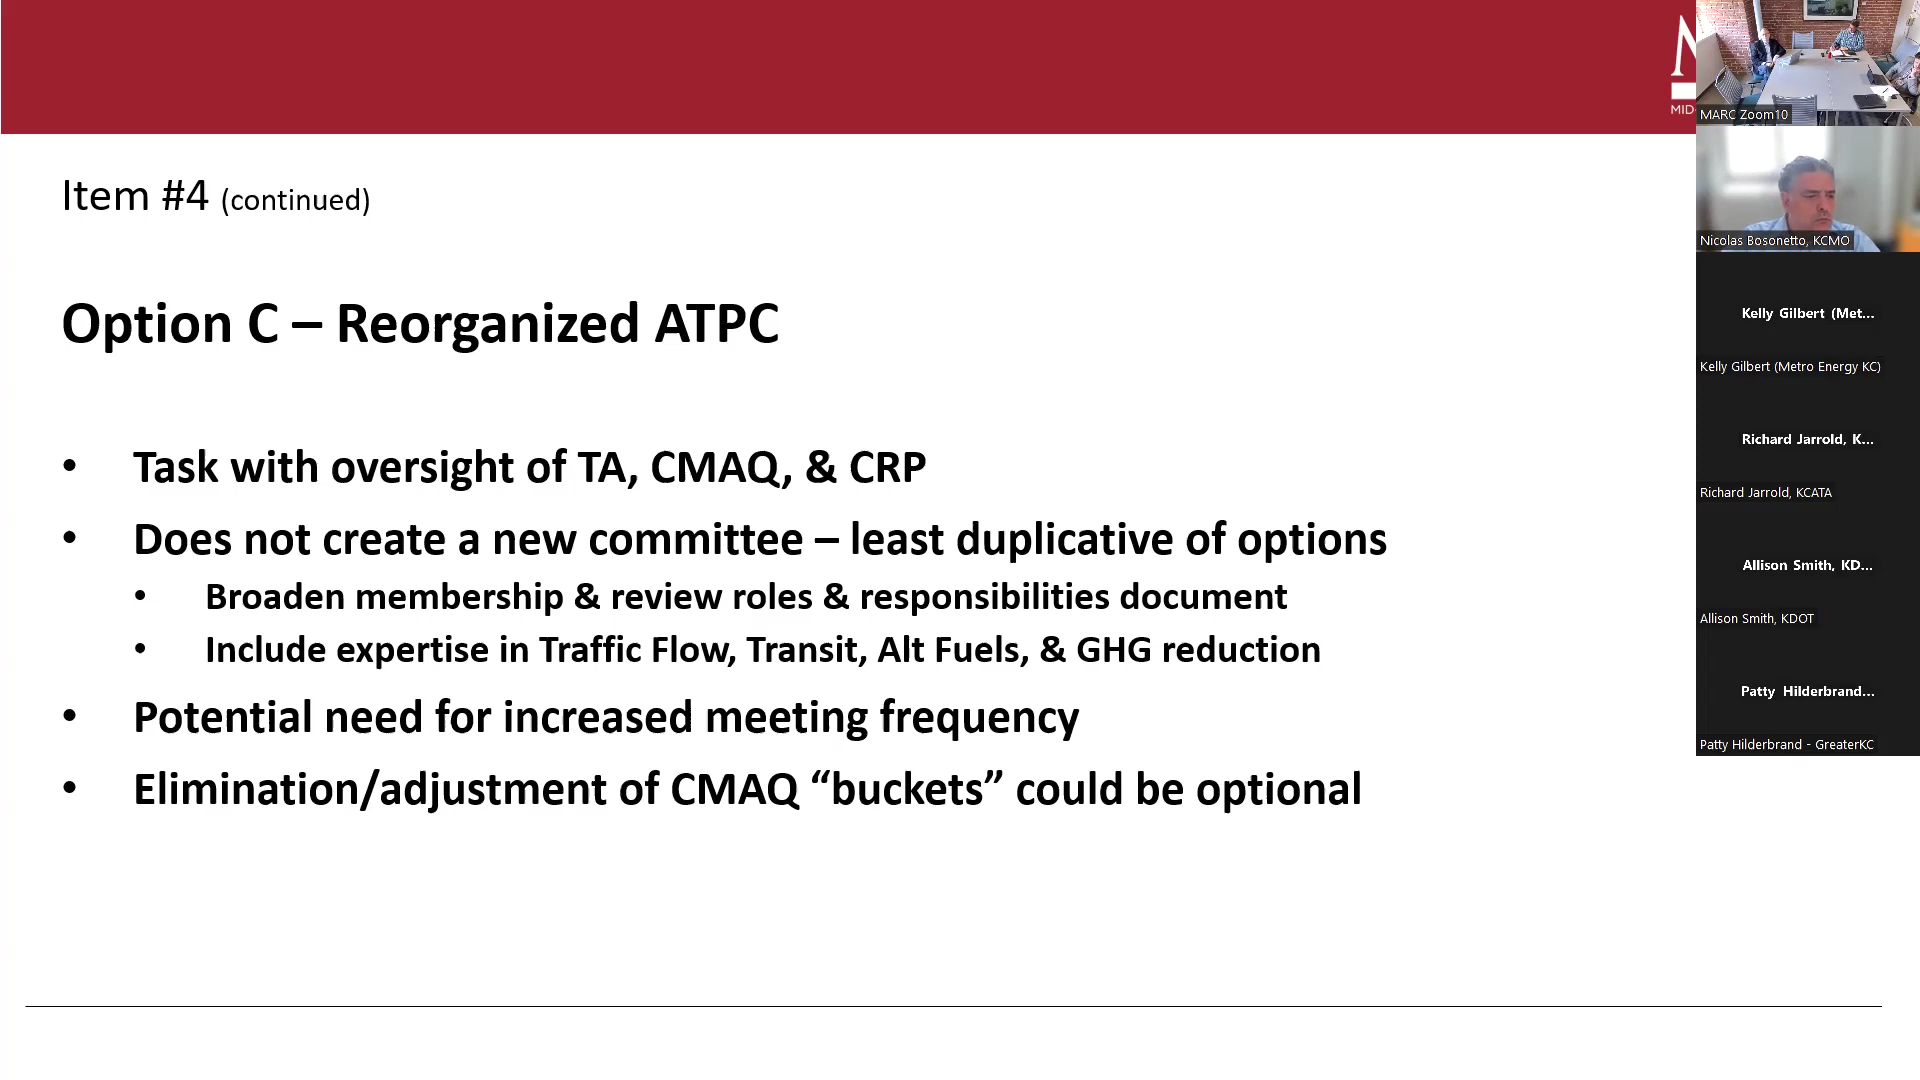 MID
Item #4 (continued)
Option C – Reorganized ATPC
• Task with oversight of TA, CMAQ, & CRP
• Does not create a new committee – least duplicative of options
• Broaden membership & review roles & responsibilities document
• Include expertise in Traffic Flow, Transit, Alt Fuels, & GHG reduction
• Potential need for increased meeting frequency
• Elimination/adjustment of CMAQ “buckets” could be optional
MARC Zoom10
Nicolas Bosonetto, KCMO
Kelly Gilbert (Met...
Kelly Gilbert (Metro Energy KC)
Richard Jarrold, K...
Richard Jarrold, KCATA
Allison Smith, KD...
Allison Smith, KDOT
Patty Hilderbrand...
Patty Hilderbrand - GreaterKC